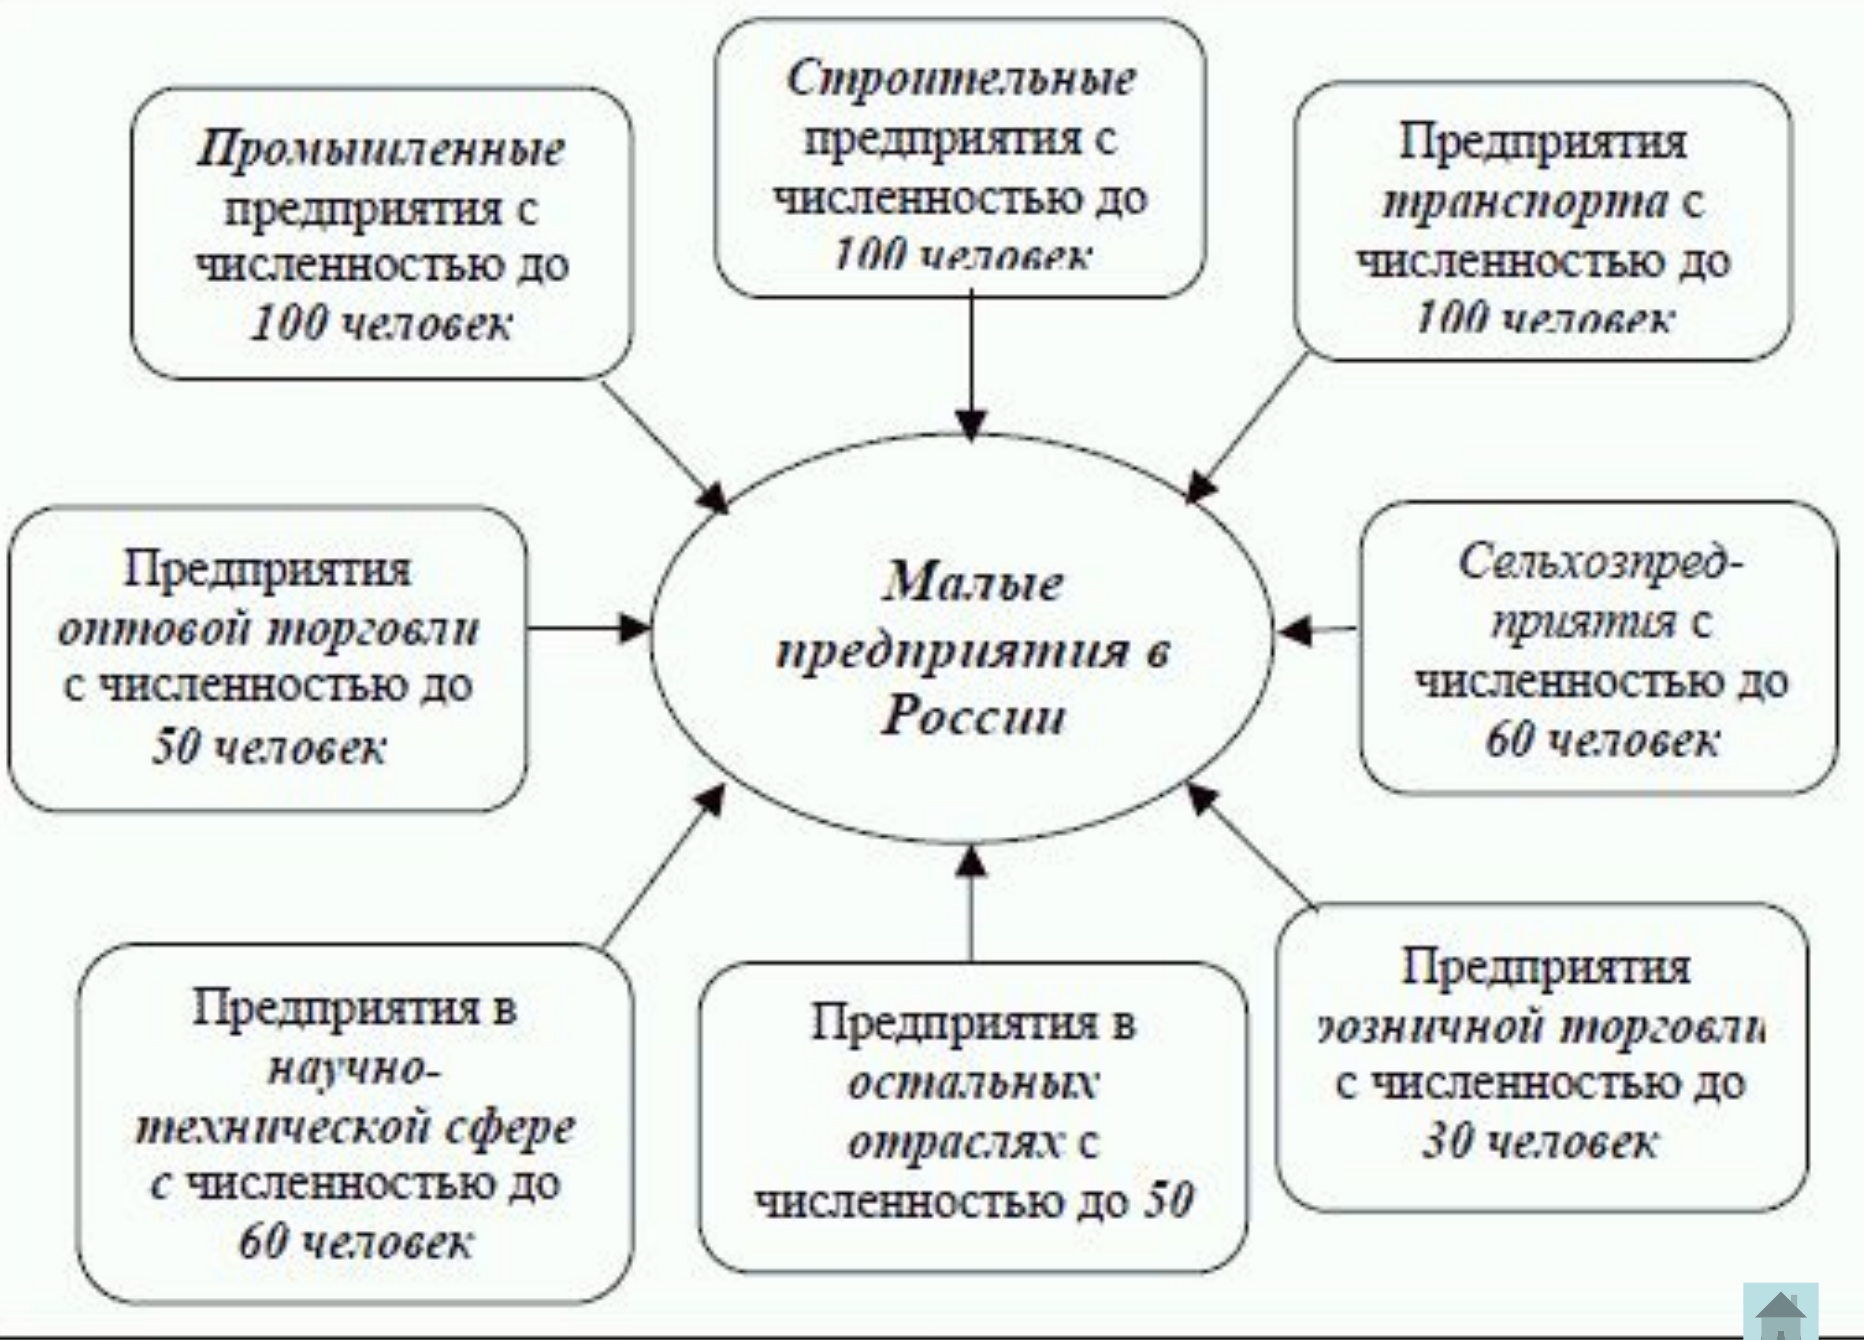 Строительные
предприятия с
численностью до
100 человек
Промышленные
предприятия с
численностью до
100 человек
Предприятия
транспорта с
численностью до
100 человек
Предприятия
оптовой торговли
с численностью до
50 человек
Малые
предприятия в
России
Сельхозпред-
приятия с
численностью до
60 человек
Предприятия в
научно-
технической сфере
с численностью до
60 человек
Предприятия в
остальных
отраслях с
численностью до 50
Предприятия
розничной торговли
с численностью до
30 человек